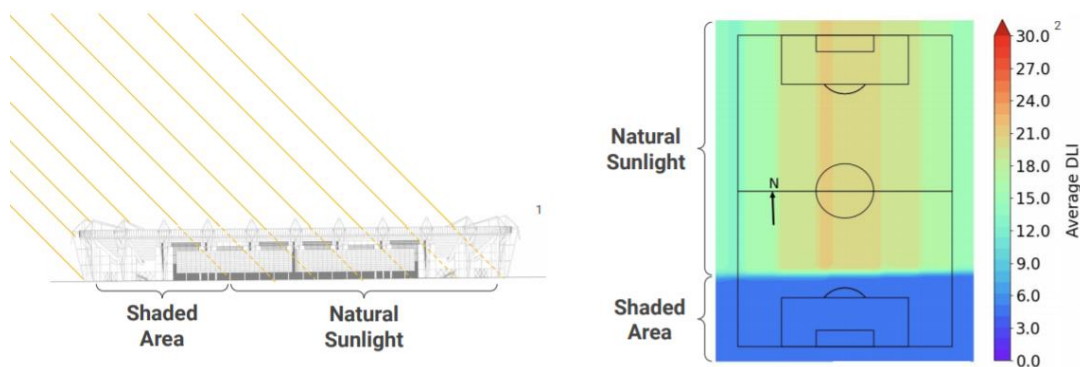 1
Shaded
Area
Natural
Sunlight
Natural
Sunlight
Shaded
Area
N
30.0
2
27.0
24.0
21.0
18.0
15.0
12.0
9.0
6.0
3.0
0.0
Average DLI